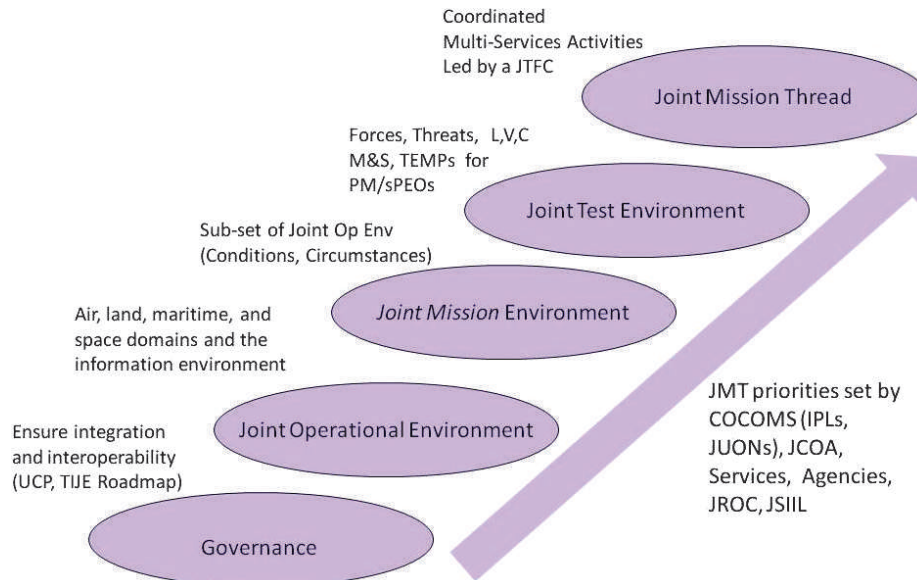 Coordinated
Multi-Services Activities
Led by a JTFC
Joint Mission Thread
Forces, Threats, L,V,C
M&S, TEMPs for
PM/sPEOs
Joint Test Environment
Sub-set of Joint Op Env
(Conditions, Circumstances)
Joint Mission Environment
Air, land, maritime, and
space domains and the
information environment
Joint Operational Environment
Ensure integration
and interoperability
(UCP, TIJE Roadmap)
Governance
JMT priorities set by
COCOMS (IPLs,
JUONs), JCOA,
Services, Agencies,
JROC, JSIIL